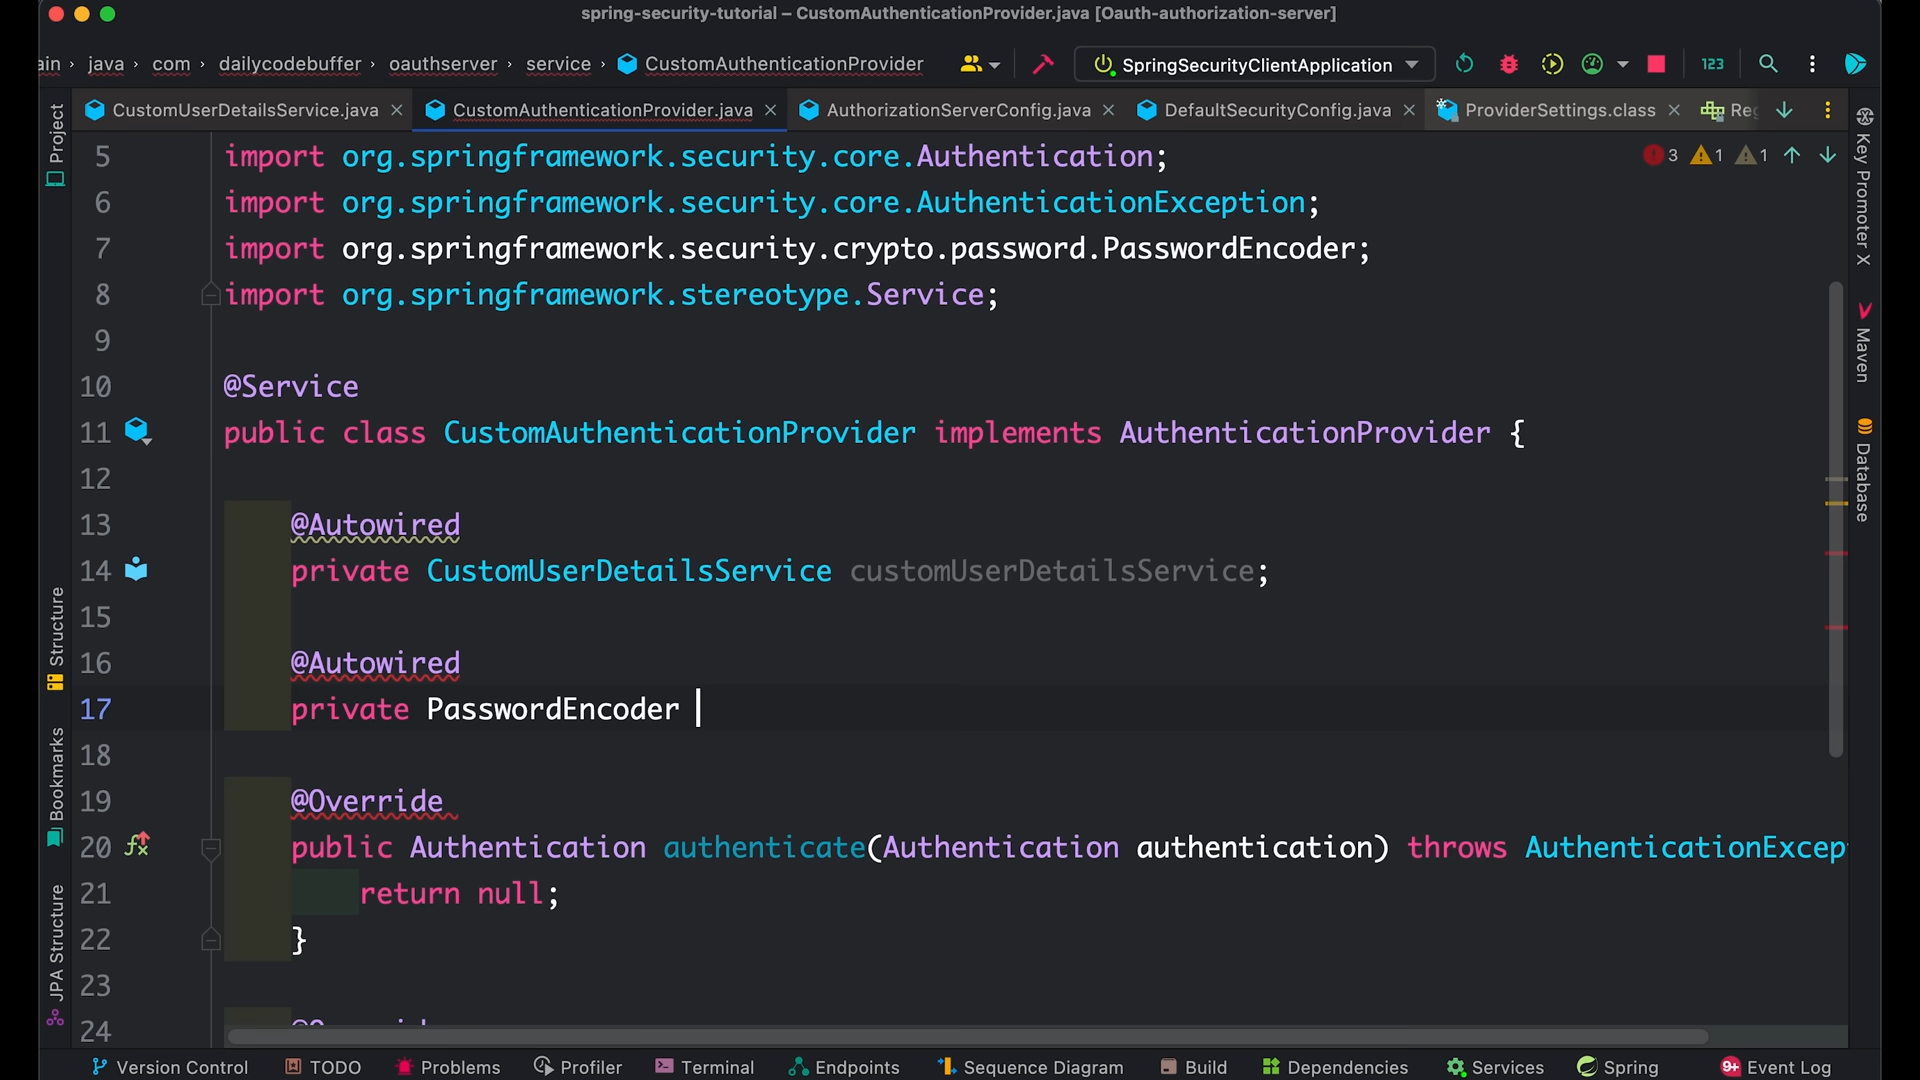 spring-security-tutorial – CustomAuthenticationProvider.java [Oauth-authorization-server]
ain › java › com › dailycodebuffer › oauthserver › service › CustomAuthenticationProvider
SpringSecurityClientApplication
123
CustomUserDetailsService.java
CustomAuthenticationProvider.java
AuthorizationServerConfig.java
DefaultSecurityConfig.java
ProviderSettings.class
Reg
3 1 1
5 import org.springframework.security.core.Authentication;
6 import org.springframework.security.core.AuthenticationException;
7 import org.springframework.security.crypto.password.PasswordEncoder;
8 import org.springframework.stereotype.Service;
9
10 @Service
11 public class CustomAuthenticationProvider implements AuthenticationProvider {
12
13 @Autowired
14 private CustomUserDetailsService customUserDetailsService;
15
16 @Autowired
17 private PasswordEncoder
18
19 @Override
20 public Authentication authenticate(Authentication authentication) throws AuthenticationExcep
21 return null;
22 }
23
24
Project
Structure
Bookmarks
JPA Structure
Key Promoter X
Maven
Database
Version Control
TODO
Problems
Profiler
Terminal
Endpoints
Sequence Diagram
Build
Dependencies
Services
Spring
9+ Event Log